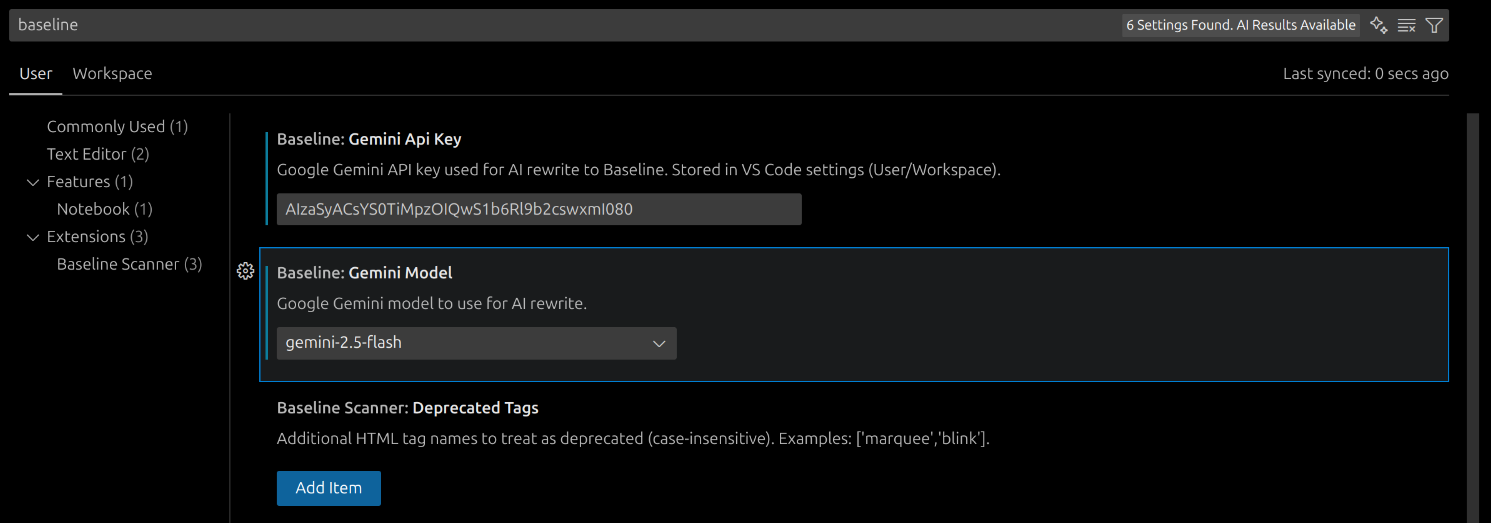 baseline
6 Settings Found. AI Results Available
User Workspace
Last synced: 0 secs ago
Commonly Used (1)
Text Editor (2)
Features (1)
Notebook (1)
Extensions (3)
Baseline Scanner (3)
Baseline: Gemini Api Key
Google Gemini API key used for AI rewrite to Baseline. Stored in VS Code settings (User/Workspace).
AIzaSyACsYS0TiMpzOIQwS1b6Rl9b2cswxmI080
Baseline: Gemini Model
Google Gemini model to use for AI rewrite.
gemini-2.5-flash
Baseline Scanner: Deprecated Tags
Additional HTML tag names to treat as deprecated (case-insensitive). Examples: ['marquee','blink'].
Add Item